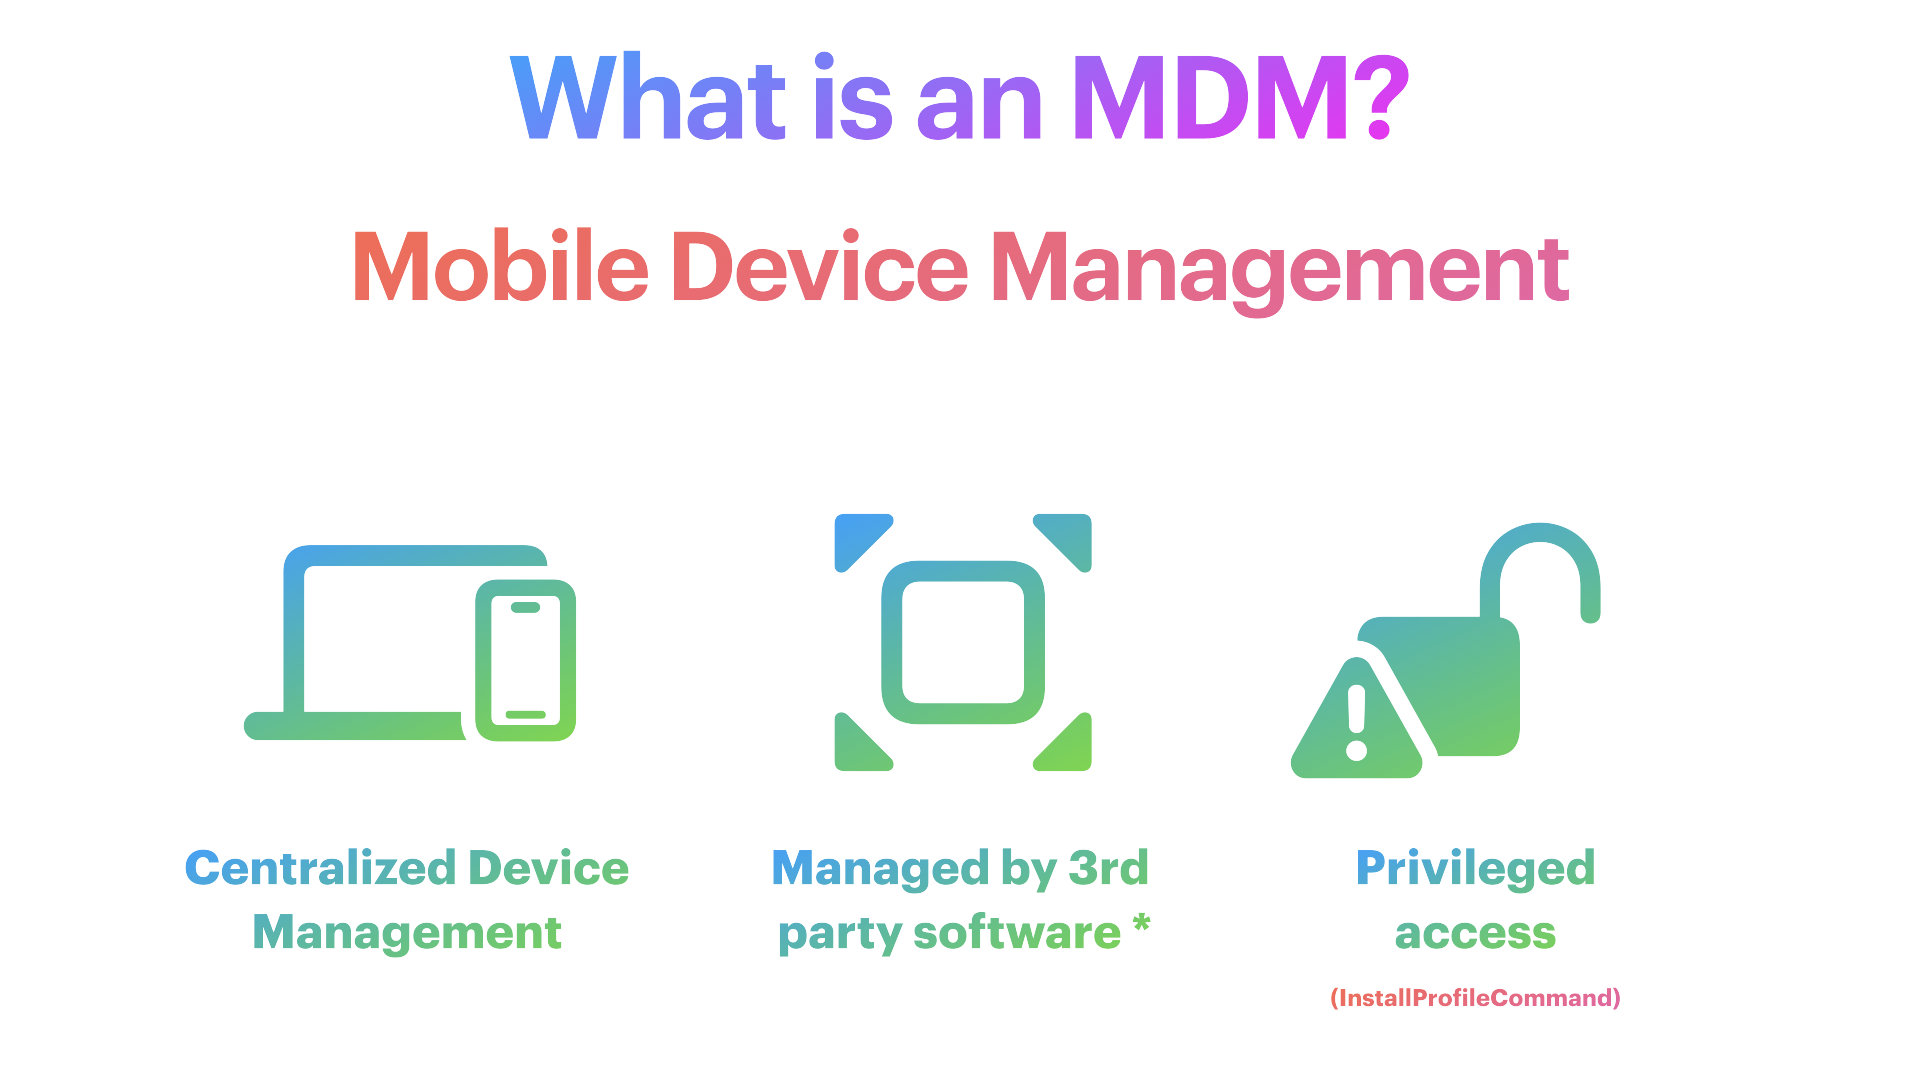 What is an MDM?
Mobile Device Management
Centralized Device
Management
Managed by 3rd
party software *
Privileged
access
(InstallProfileCommand)